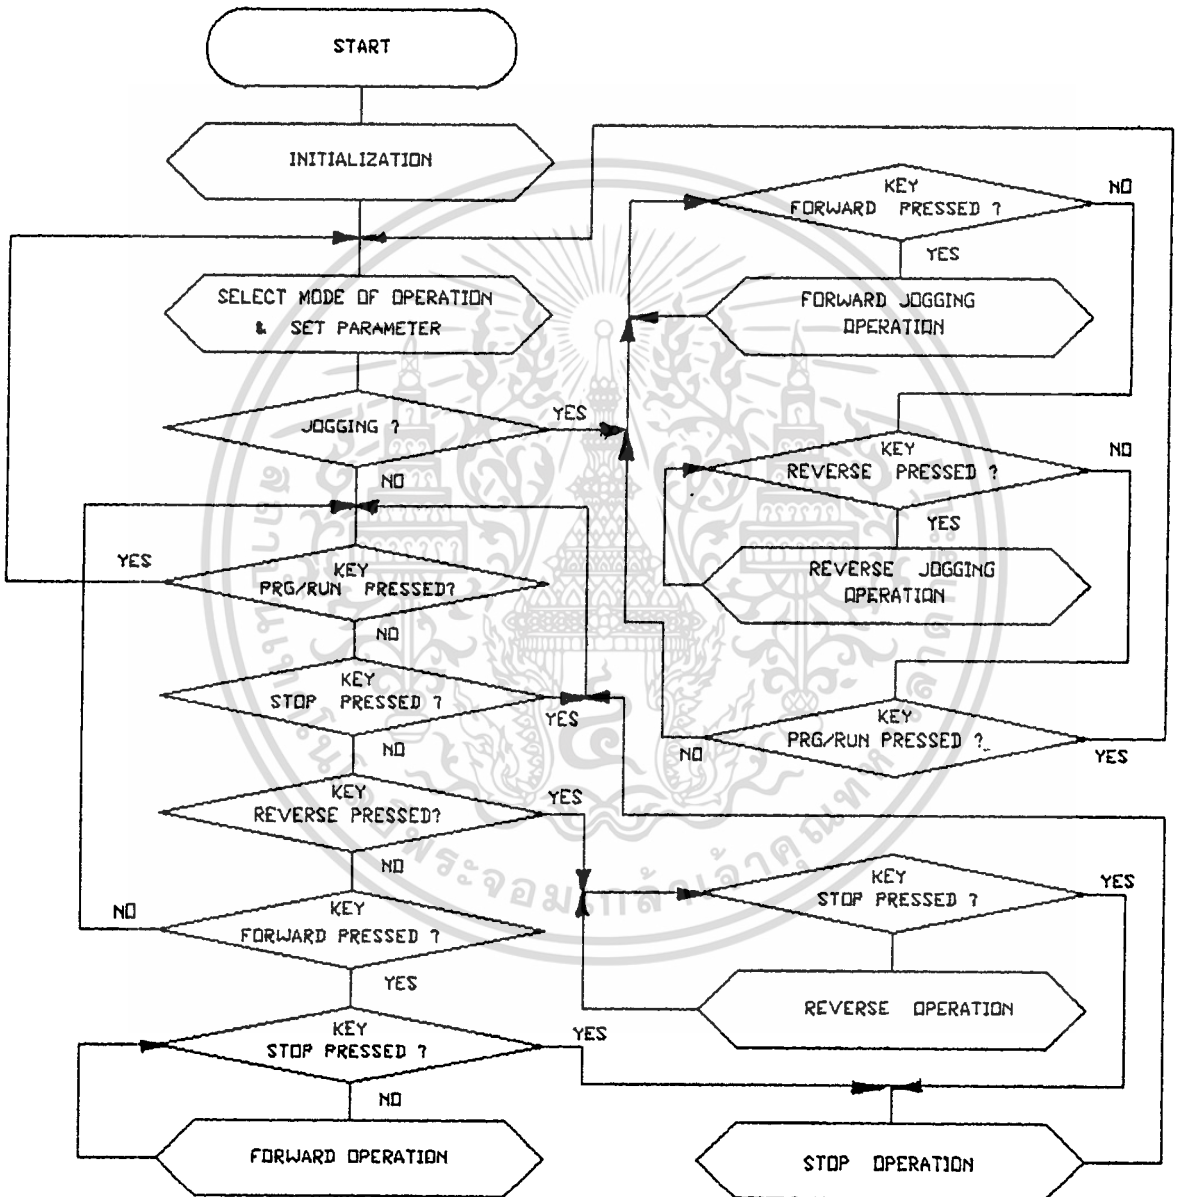 START
INITIALIZATION
SELECT MODE OF OPERATION
& SET PARAMETER
JOGGING ?
YES
NO
YES
KEY
PRG/RUN PRESSED?
NO
KEY
STOP PRESSED ?
YES
NO
KEY
REVERSE PRESSED?
YES
NO
NO
KEY
FORWARD PRESSED ?
YES
KEY
STOP PRESSED ?
YES
NO
FORWARD OPERATION
KEY
FORWARD PRESSED ?
NO
YES
FORWARD JOGGING
OPERATION
KEY
REVERSE PRESSED ?
NO
YES
REVERSE JOGGING
OPERATION
KEY
PRG/RUN PRESSED ?
NO
YES
KEY
STOP PRESSED ?
YES
REVERSE OPERATION
STOP OPERATION